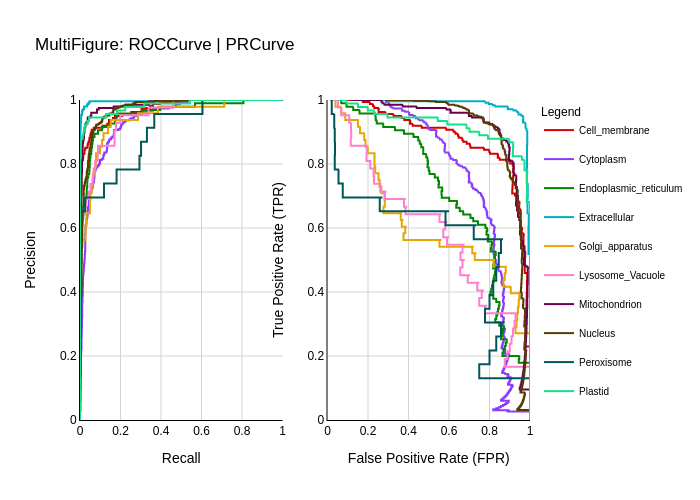 MultiFigure: ROCCurve | PRCurve
Precision
1
0.8
0.6
0.4
0.2
0
0
0.2
0.4
0.6
0.8
1
Recall
True Positive Rate (TPR)
1
0.8
0.6
0.4
0.2
0
0
0.2
0.4
0.6
0.8
1
False Positive Rate (FPR)
Legend
Cell_membrane
Cytoplasm
Endoplasmic_reticulum
Extracellular
Golgi_apparatus
Lysosome_Vacuole
Mitochondrion
Nucleus
Peroxisome
Plastid